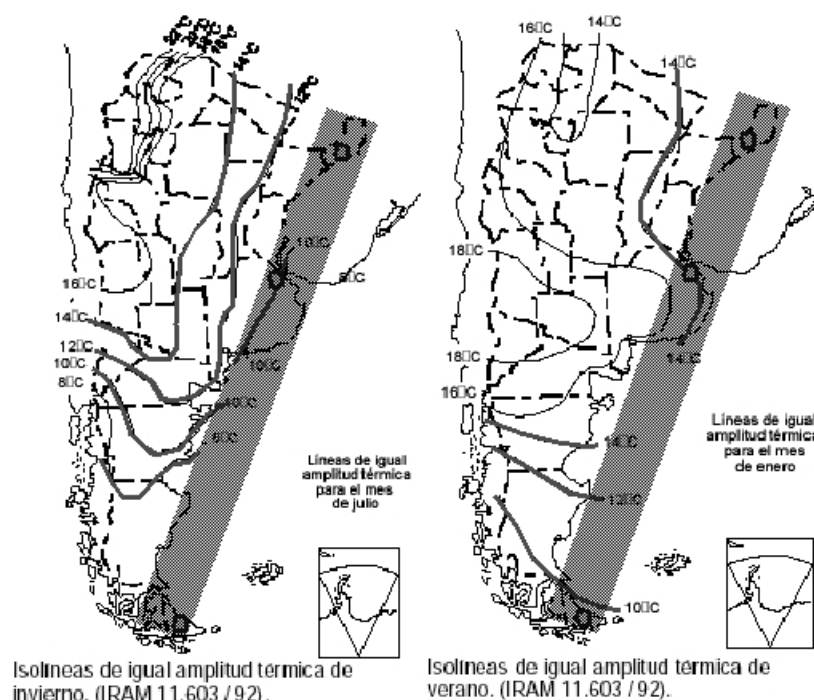 14°C
12°C
10°C
8°C
16°C
14°C
12°C
10°C
8°C
10°C
10°C
6°C
Líneas de igual
amplitud térmica
para el mes
de julio
Isolíneas de igual amplitud térmica de
invierno. (IRAM 11.603 / 92).
16°C
14°C
14°C
18°C
18°C
16°C
14°C
14°C
12°C
10°C
Líneas de igual
amplitud térmica
para el mes
de enero
Isolíneas de igual amplitud térmica de
verano. (IRAM 11.603 / 92).